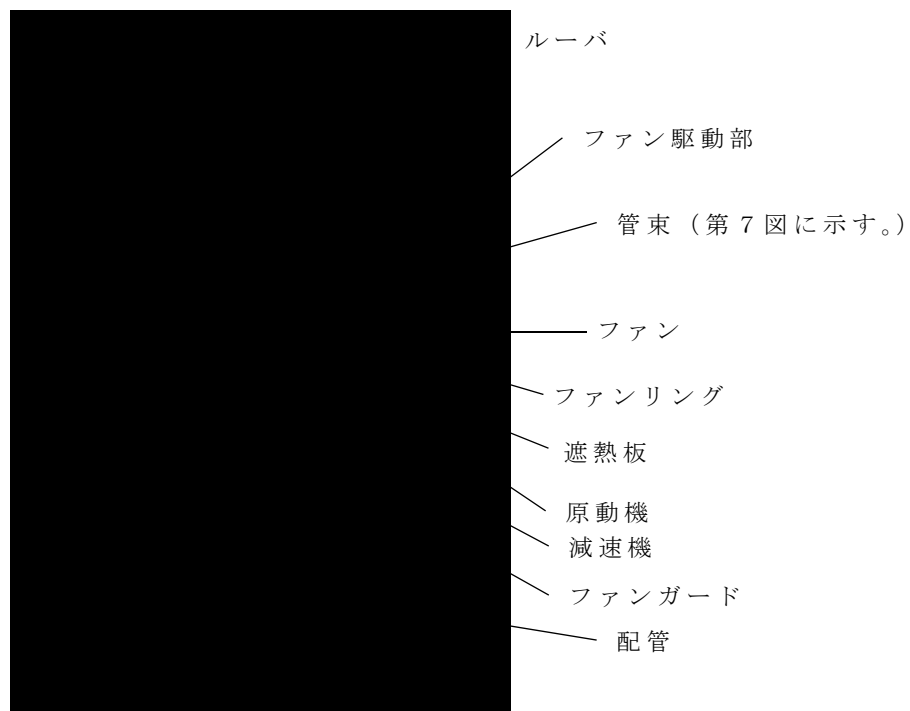 ルーバ
ファン駆動部
管束（第７図に示す。）
ファン
ファンリング
遮熱板
原動機
減速機
ファンガード
配管